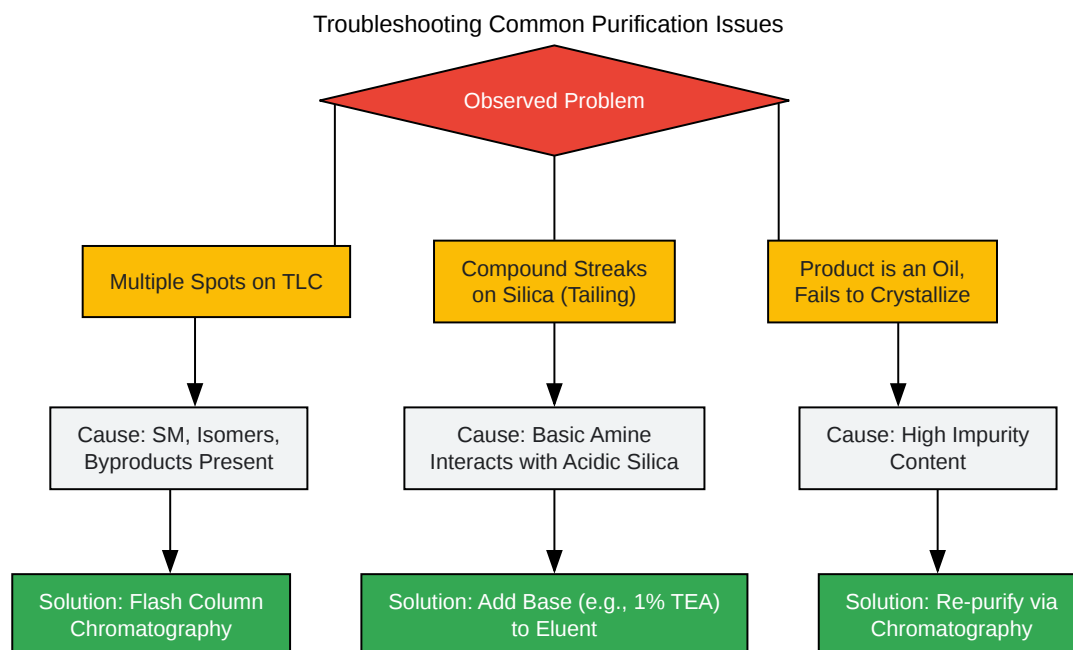 Troubleshooting Common Purification Issues
Observed Problem
Multiple Spots on TLC
Compound Streaks
on Silica (Tailing)
Product is an Oil,
Fails to Crystallize
Cause: SM, Isomers,
Byproducts Present
Cause: Basic Amine
Interacts with Acidic Silica
Cause: High Impurity
Content
Solution: Flash Column
Chromatography
Solution: Add Base (e.g., 1% TEA)
to Eluent
Solution: Re-purify via
Chromatography